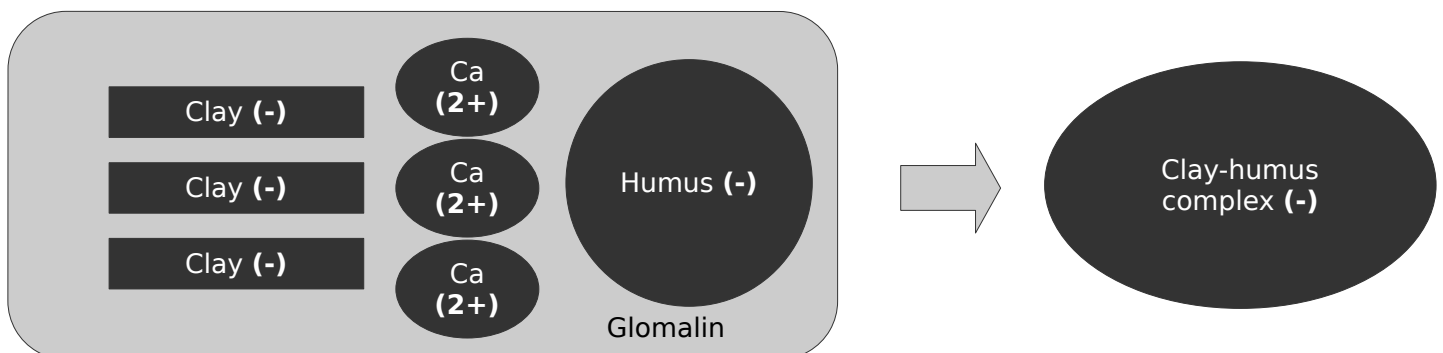 Clay (-)
Clay (-)
Clay (-)
Ca
(2+)
Ca
(2+)
Ca
(2+)
Humus (-)
Glomalin
Clay-humus
complex (-)